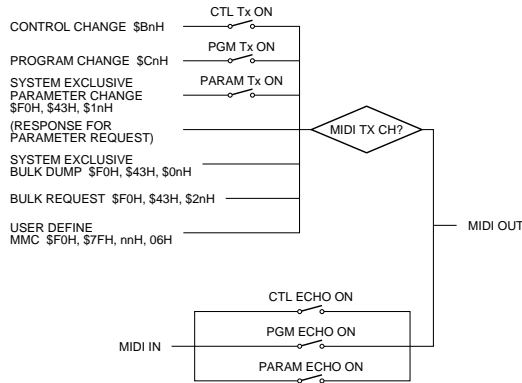 CTL Tx ON
CONTROL CHANGE $BnH
PGM Tx ON
PROGRAM CHANGE $CnH
SYSTEM EXCLUSIVE
PARAMETER CHANGE
$F0H, $43H, $1nH
PARAM Tx ON
(RESPONSE FOR
PARAMETER REQUEST)
MIDI TX CH?
SYSTEM EXCLUSIVE
BULK DUMP $F0H, $43H, $0nH
BULK REQUEST $F0H, $43H, $2nH
USER DEFINE
MMC $F0H, $7FH, nnH, 06H
MIDI OUT
CTL ECHO ON
PGM ECHO ON
MIDI IN
PARAM ECHO ON